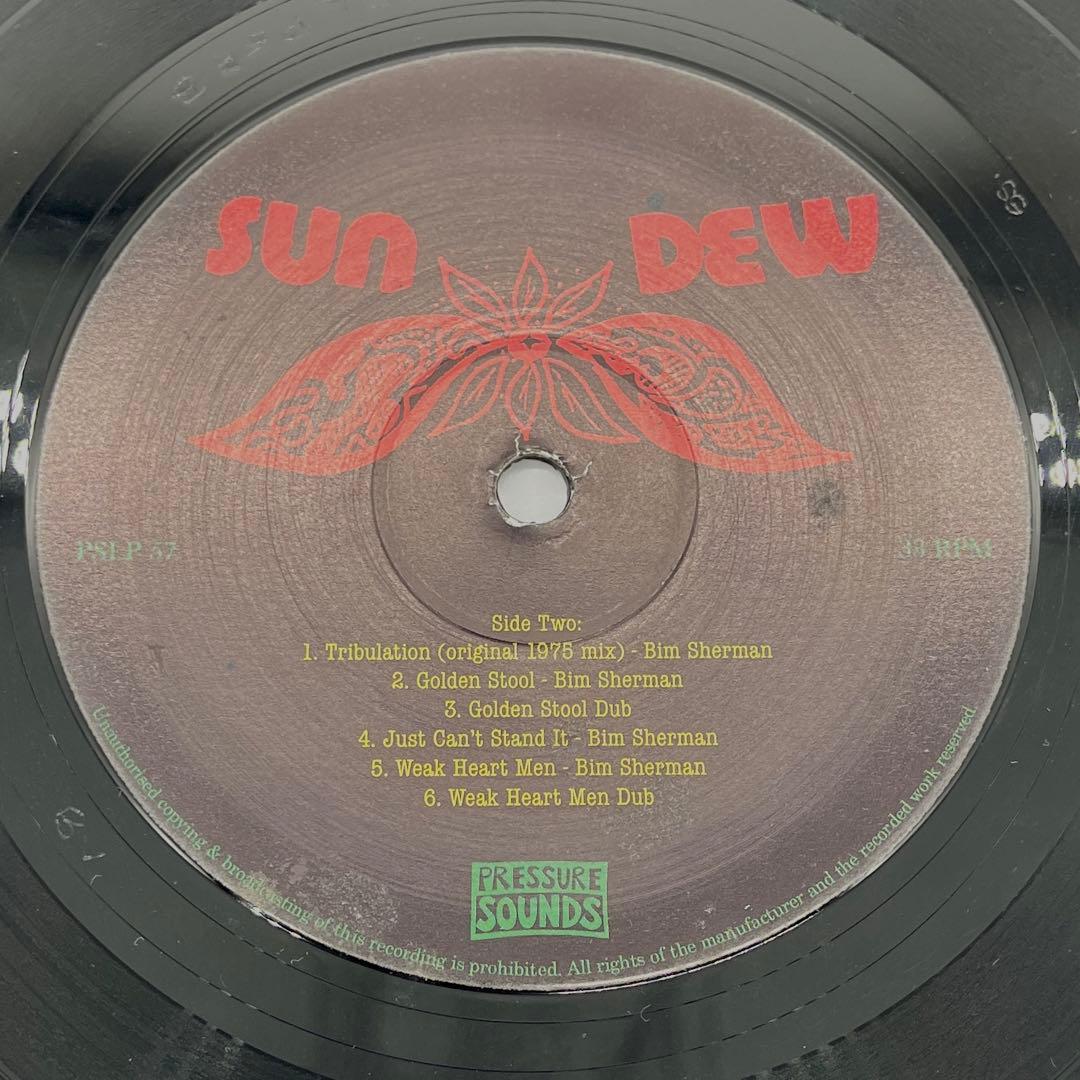 SUN DEW
PSLP 57
33 RPM
Side Two:
1. Tribulation (original 1975 mix) - Bim Sherman
2. Golden Stool - Bim Sherman
3. Golden Stool Dub
4. Just Can't Stand It - Bim Sherman
5. Weak Heart Men - Bim Sherman
6. Weak Heart Men Dub
PRESSURE
SOUNDS
Unauthorised copying & broadcasting of this recording is prohibited. All rights of the manufacturer and the recorded work reserved